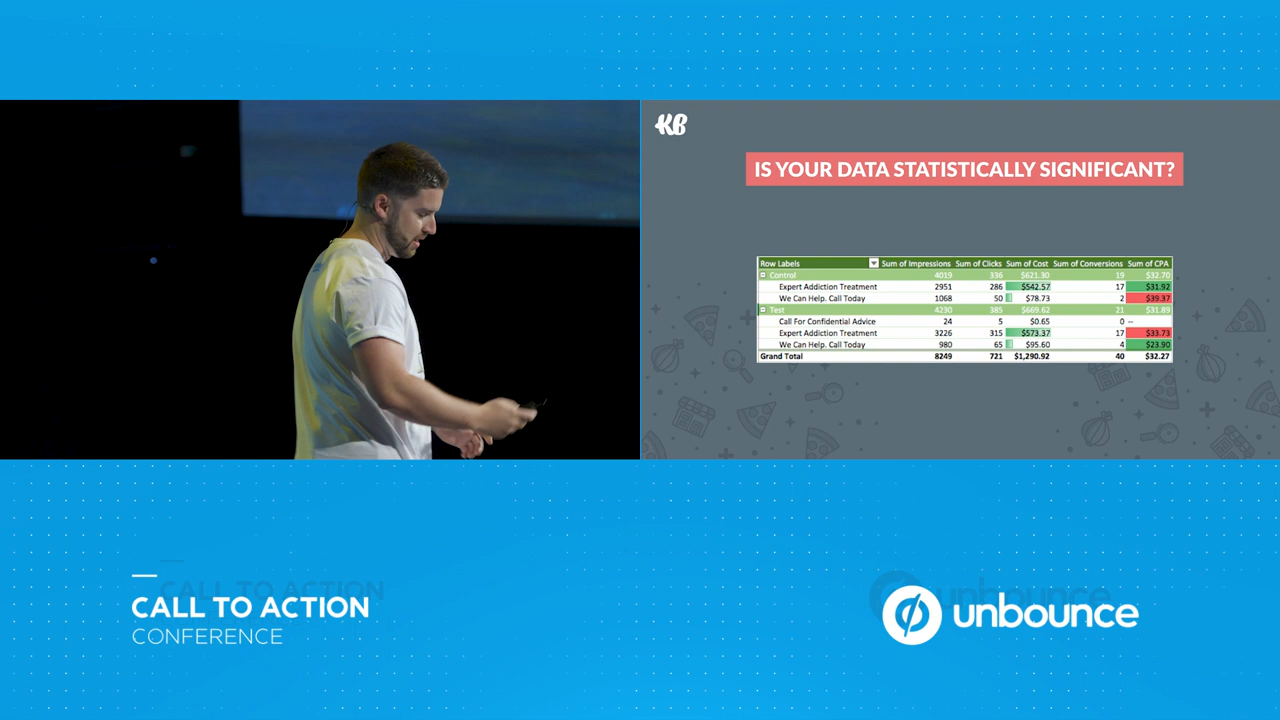 KB
IS YOUR DATA STATISTICALLY SIGNIFICANT?
Row Labels Sum of Impressions Sum of Clicks Sum of Cost Sum of Conversions Sum of CPA
Control 4019 336 $621.30 19 $32.70
Expert Addiction Treatment 2951 286 $542.57 17 $31.92
We Can Help. Call Today 1068 50 $78.73 2 $39.37
Test 4230 385 $669.62 21 $31.89
Call For Confidential Advice 24 5 $0.65 0 --
Expert Addiction Treatment 3226 315 $573.37 17 $33.73
We Can Help. Call Today 980 65 $95.60 4 $23.90
Grand Total 8249 721 $1,290.92 40 $32.27
CALL TO ACTION
CONFERENCE
unbounce